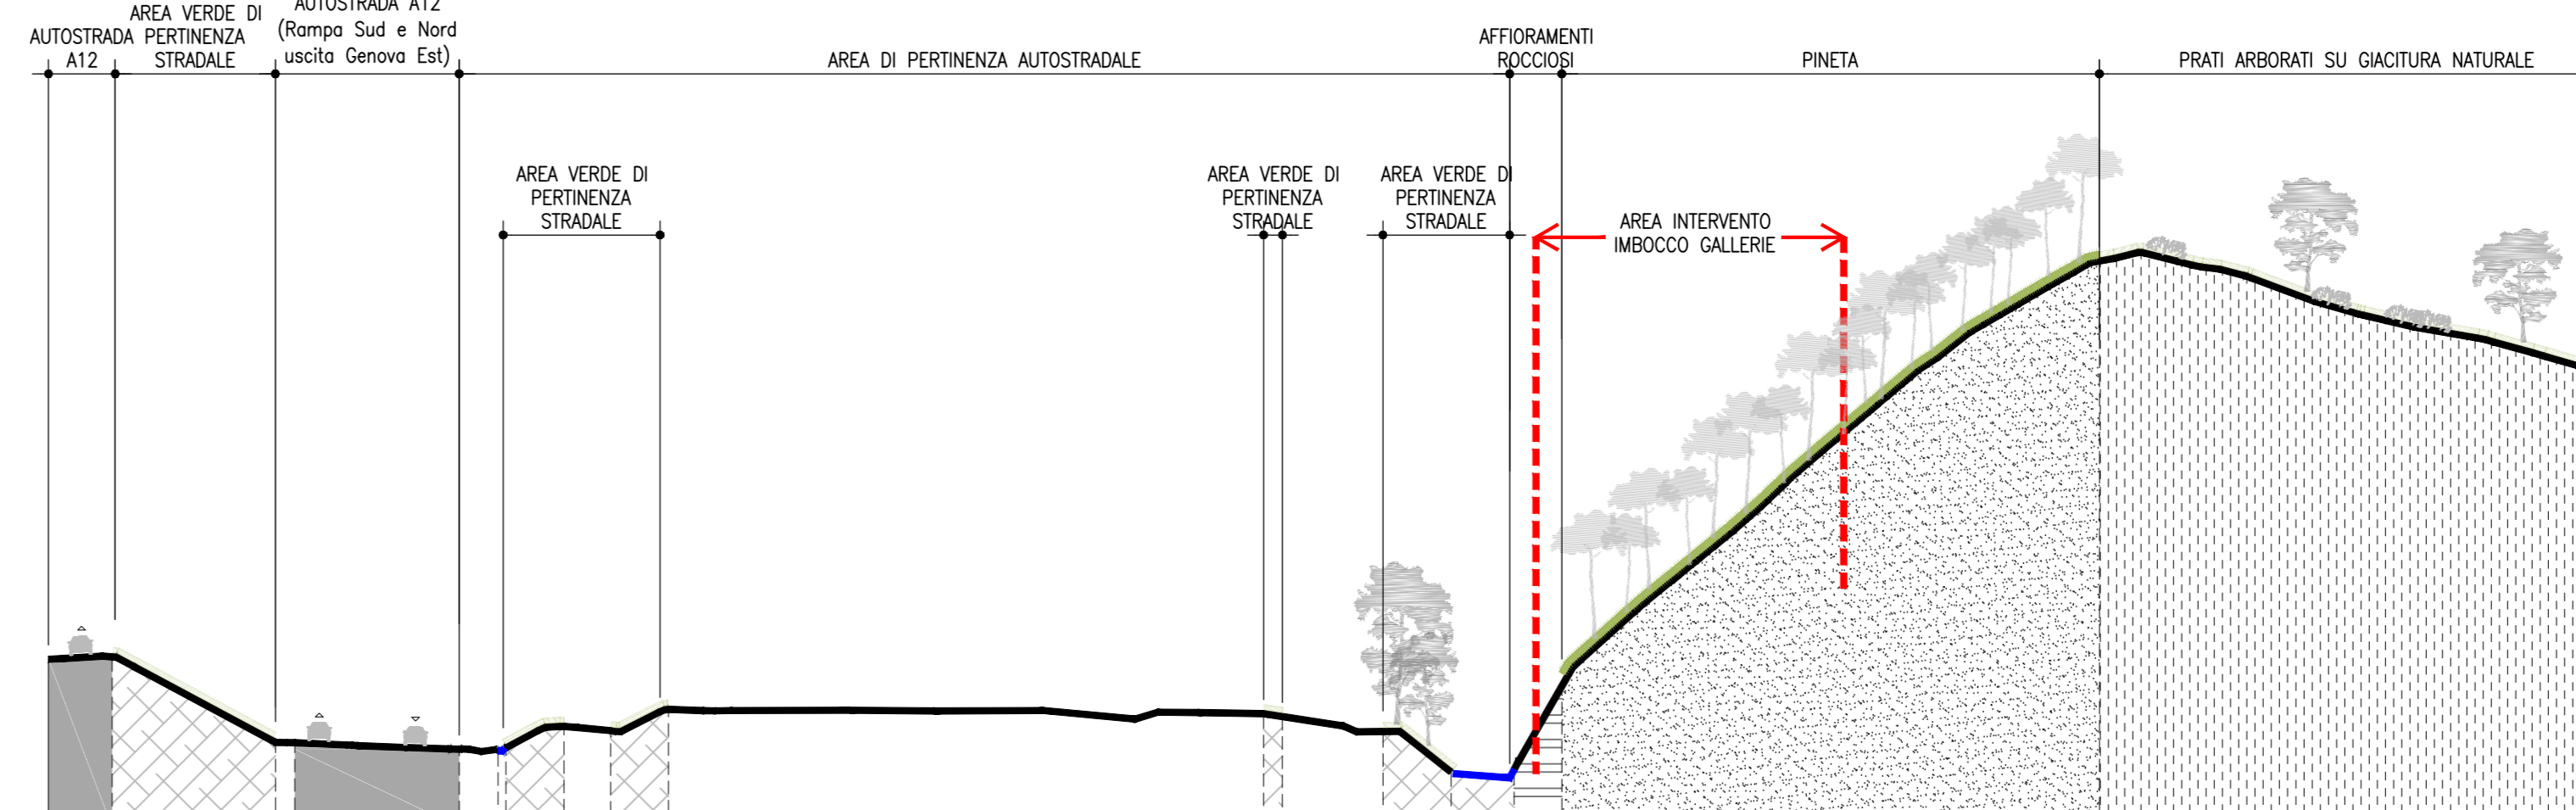 AREA VERDE DI
PERTINENZA
STRADALE
AUTOSTRADA
A12
AUTOSTRADA A12
(Rampa Sud e Nord
uscita Genova Est)
AREA DI PERTINENZA AUTOSTRADALE
AFFIORAMENTI
ROCCIOSI
PINETA
PRATI ARBORATI SU GIACITURA NATURALE
AREA VERDE DI
PERTINENZA
STRADALE
AREA VERDE DI
PERTINENZA
STRADALE
AREA VERDE DI
PERTINENZA
STRADALE
AREA INTERVENTO
IMBOCCO GALLERIE